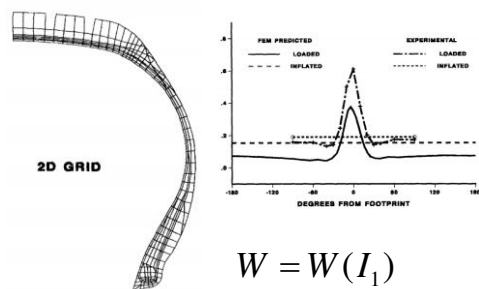 2D GRID
FEM PREDICTED EXPERIMENTAL
LOADED LOADED
INFLATED INFLATED
.8
.6
.4
.2
.0
-180 -120 -60 0 60 120 180
DEGREES FROM FOOTPRINT
W = W(I₁)